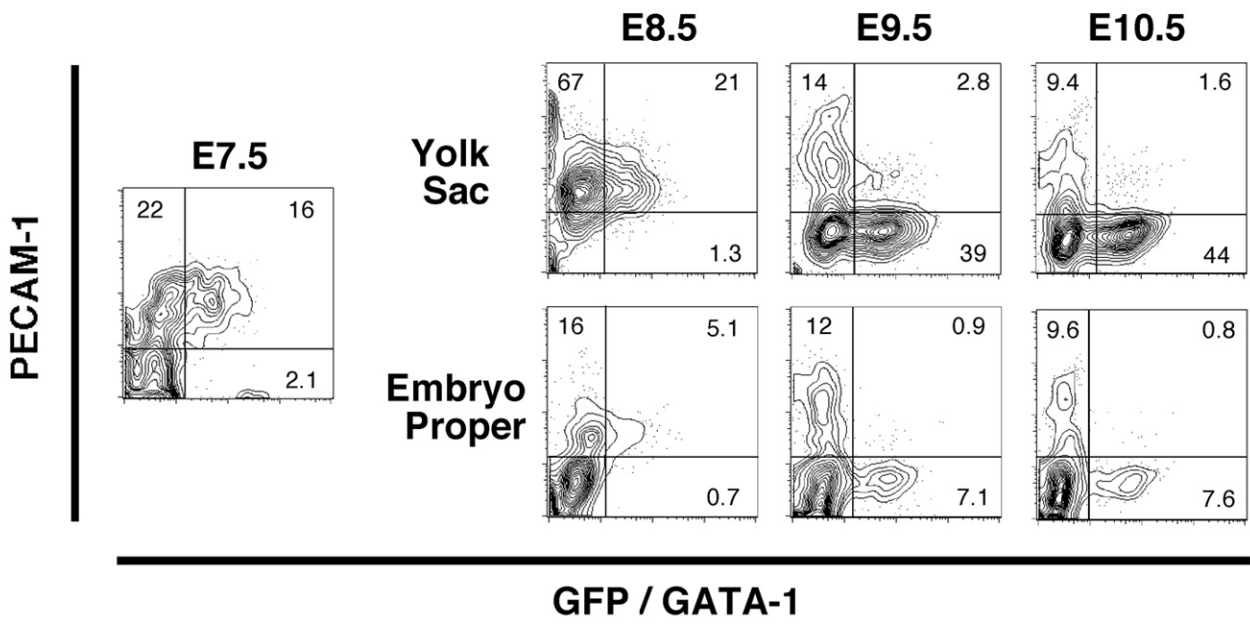 E8.5 E9.5 E10.5
67 21 14 2.8 9.4 1.6
Yolk
Sac
E7.5
22 16
1.3 39 44
PECAM-1
16 5.1 12 0.9 9.6 0.8
2.1
Embryo
Proper
0.7 7.1 7.6
GFP / GATA-1